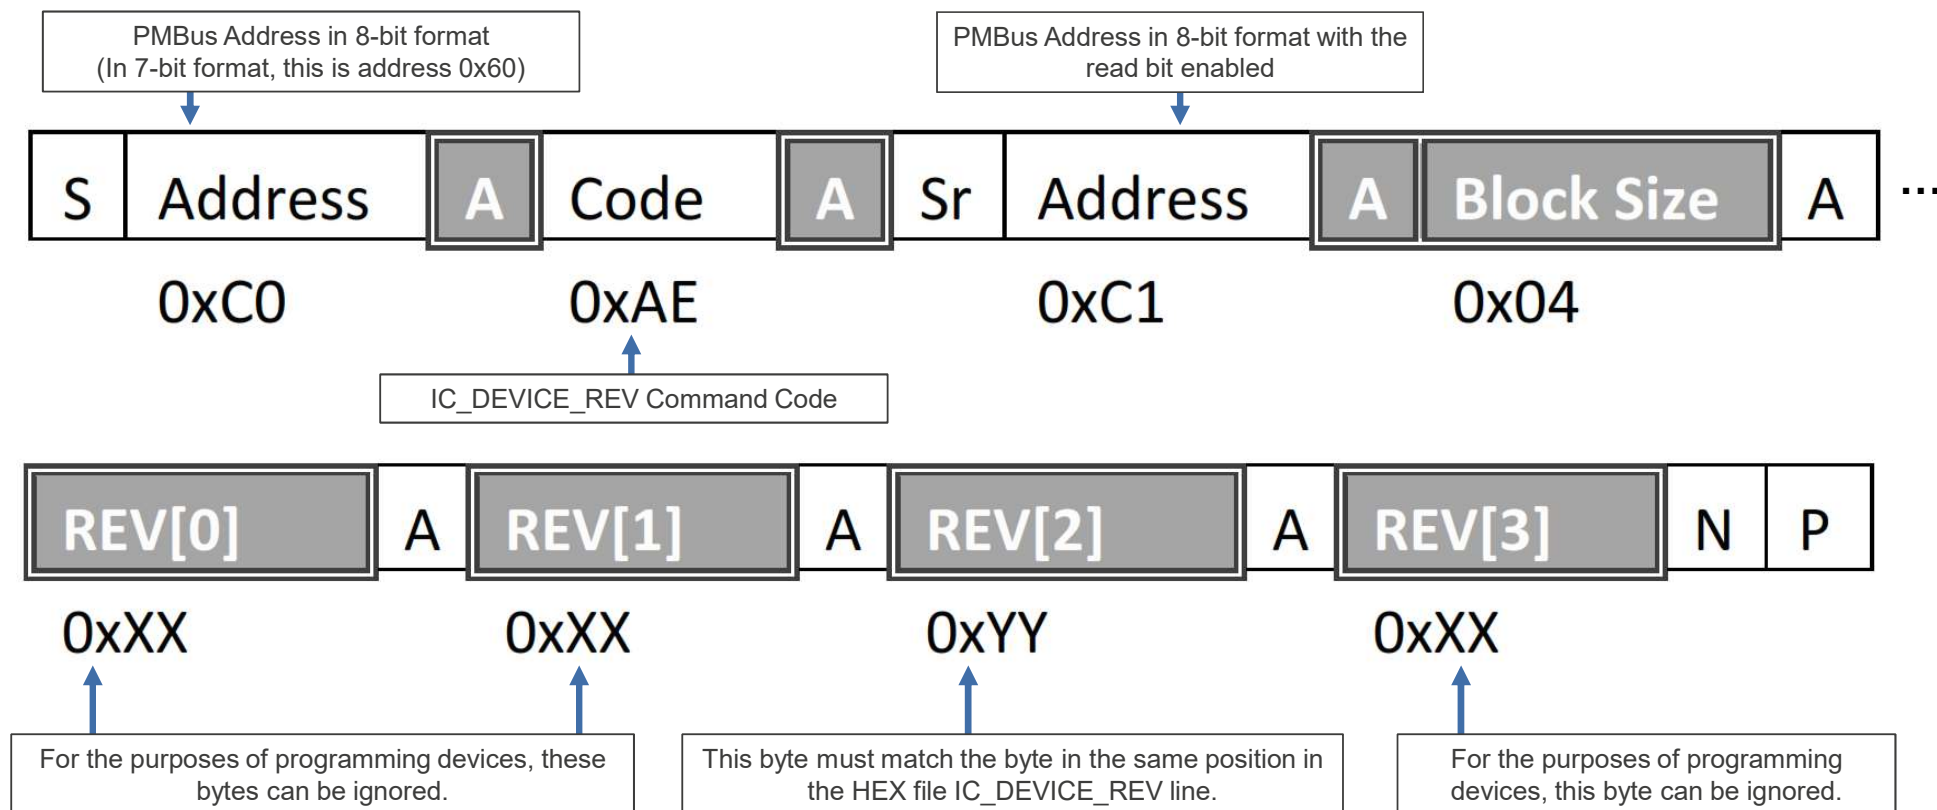 PMBus Address in 8-bit format
(In 7-bit format, this is address 0x60)
PMBus Address in 8-bit format with the
read bit enabled
S Address A Code A Sr Address A Block Size A ...
0xC0 0xAE 0xC1 0x04
IC_DEVICE_REV Command Code
REV[0] A REV[1] A REV[2] A REV[3] N P
0xXX 0xXX 0xYY 0xXX
For the purposes of programming devices, these
bytes can be ignored.
This byte must match the byte in the same position in
the HEX file IC_DEVICE_REV line.
For the purposes of programming
devices, this byte can be ignored.